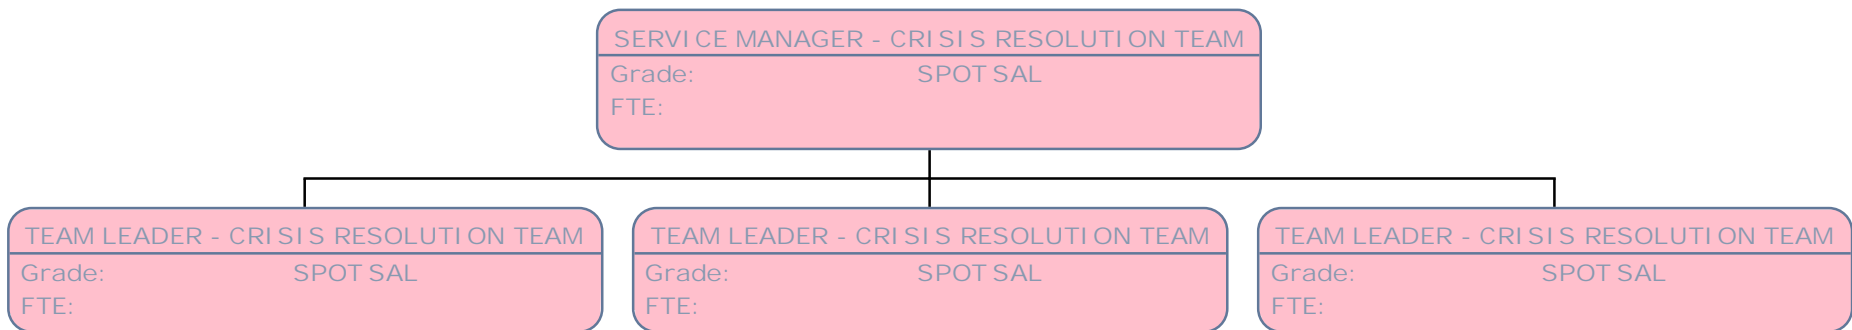 SERVICE MANAGER - CRISIS RESOLUTION TEAM
Grade: SPOT SAL
FTE:
TEAM LEADER - CRISIS RESOLUTION TEAM
Grade: SPOT SAL
FTE:
TEAM LEADER - CRISIS RESOLUTION TEAM
Grade: SPOT SAL
FTE:
TEAM LEADER - CRISIS RESOLUTION TEAM
Grade: SPOT SAL
FTE: